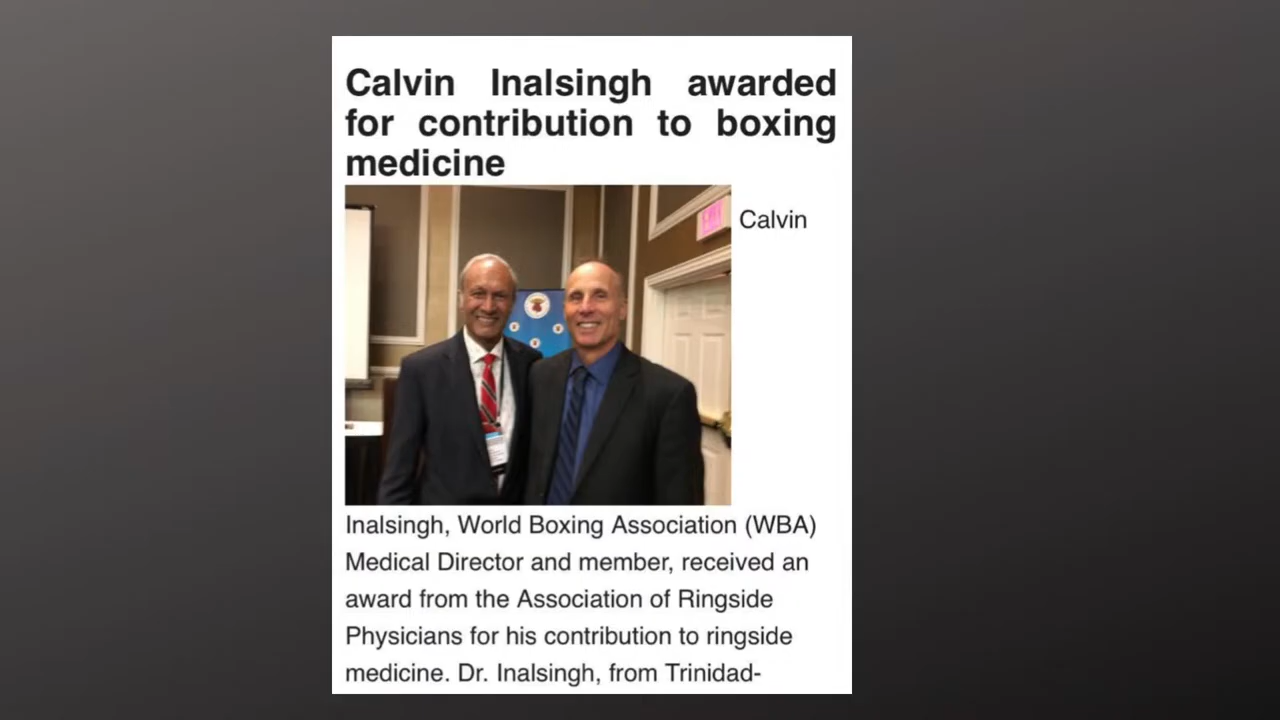 Calvin Inalsingh awarded
for contribution to boxing
medicine
EXIT
Calvin
Inalsingh, World Boxing Association (WBA)
Medical Director and member, received an
award from the Association of Ringside
Physicians for his contribution to ringside
medicine. Dr. Inalsingh, from Trinidad-